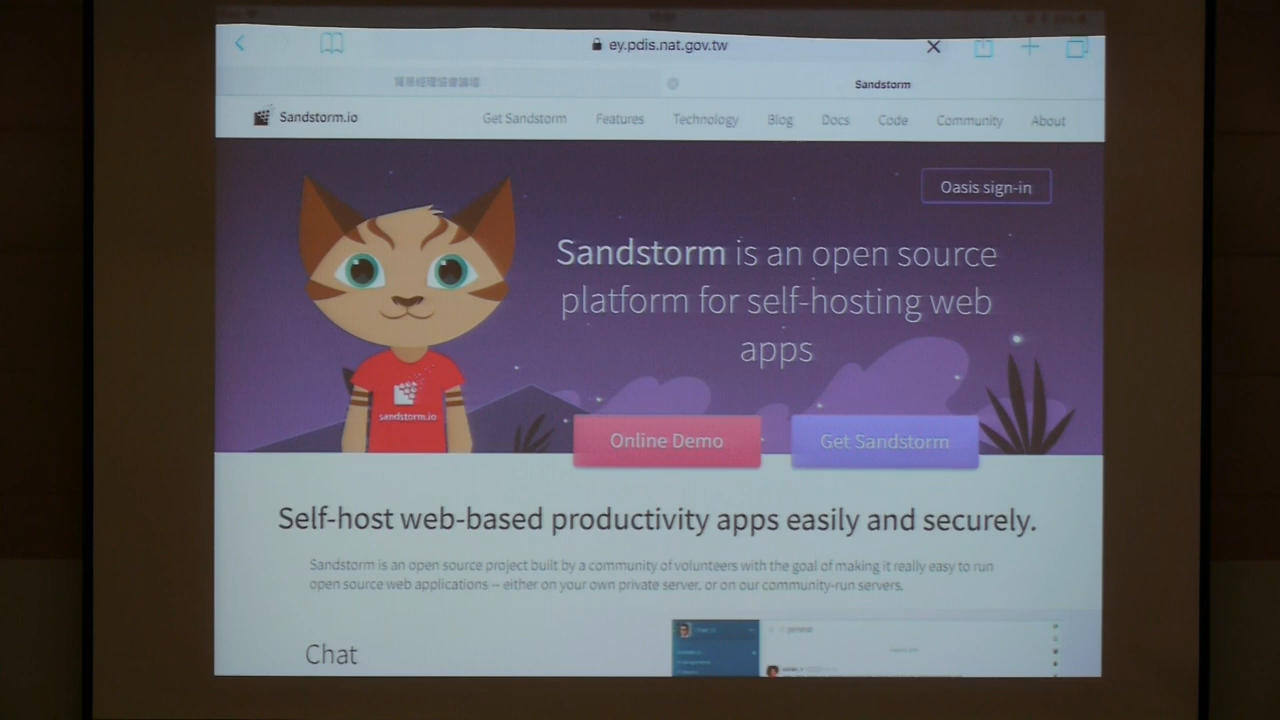 ey.pdis.nat.gov.tw
Sandstorm
Sandstorm.io
Get Sandstorm
Features
Technology
Blog
Docs
Code
Community
About
Oasis sign-in
Sandstorm is an open source
platform for self-hosting web
apps
sandstorm.io
Online Demo
Get Sandstorm
Self-host web-based productivity apps easily and securely.
Sandstorm is an open source project built by a community of volunteers with the goal of making it really easy to run
open source web applications -- either on your own private server, or on our community-run servers.
Chat